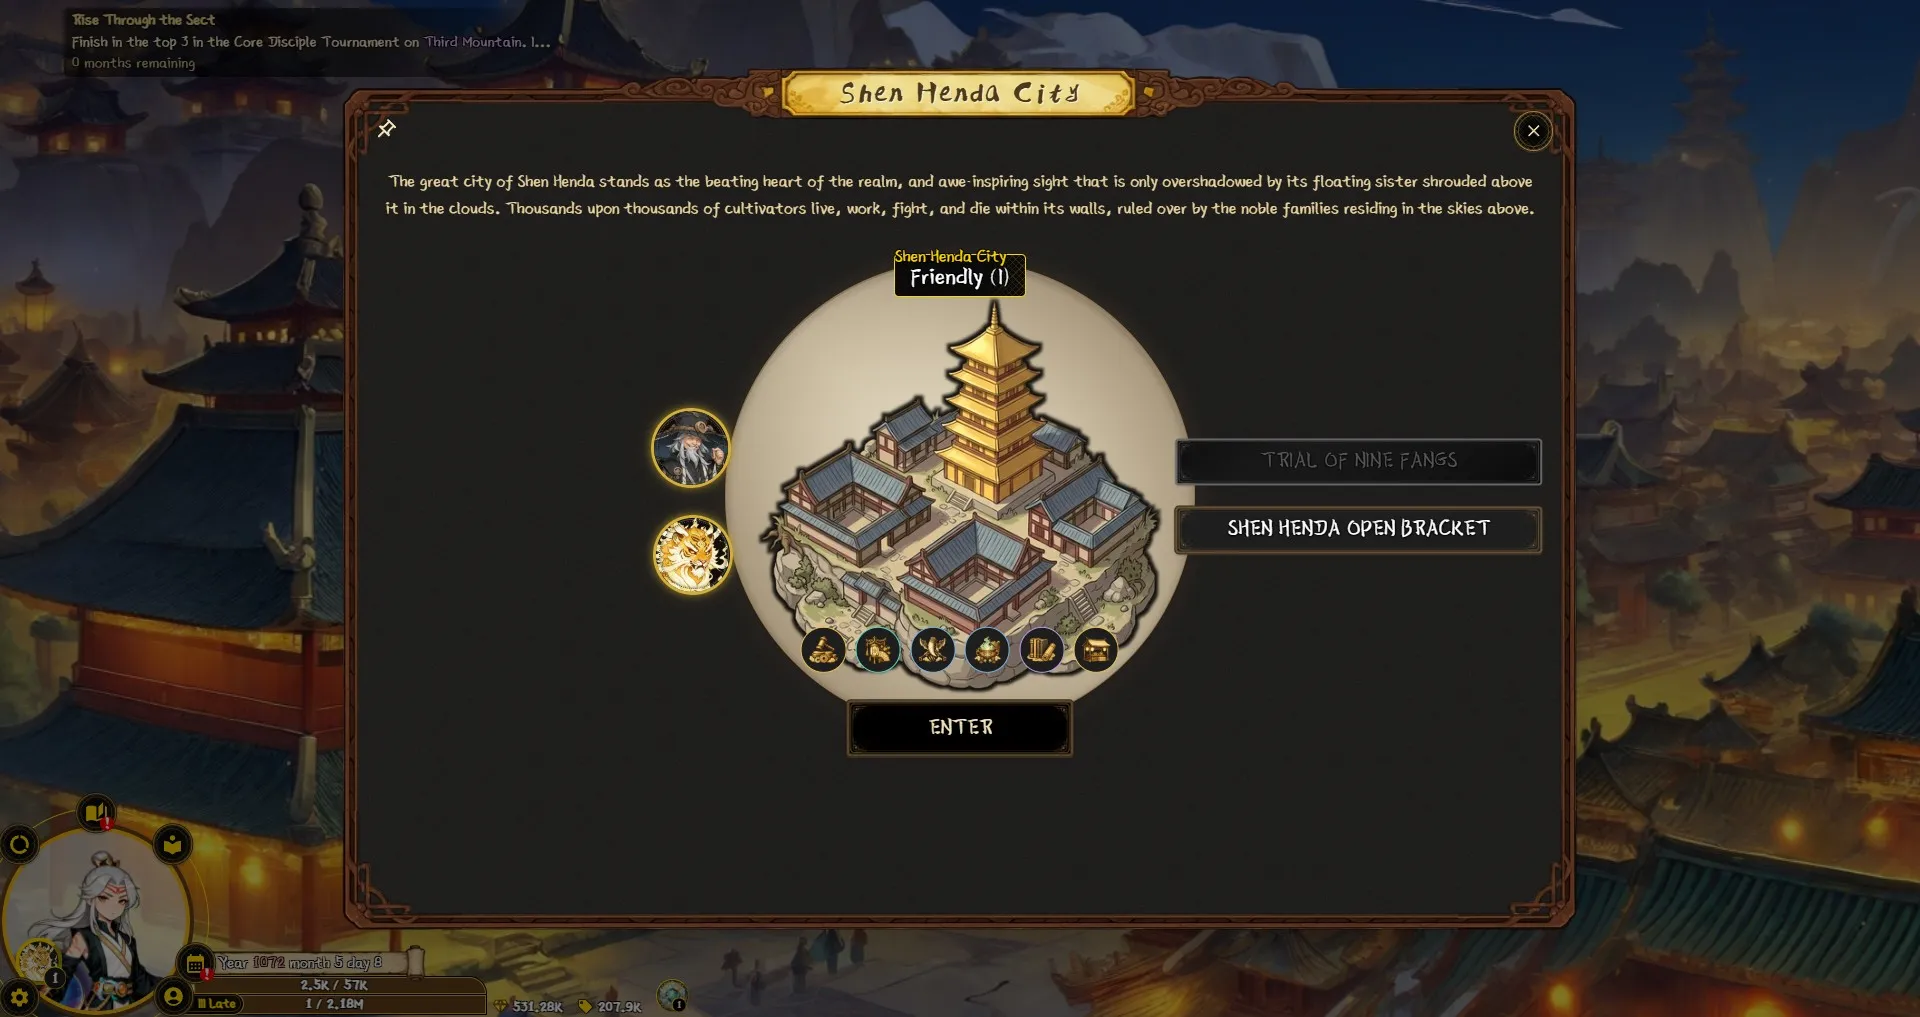 Rise Through the Sect
Finish in the top 3 in the Core Disciple Tournament on Third Mountain. I...
0 months remaining
Shen Henda City
The great city of Shen Henda stands as the beating heart of the realm, and awe-inspiring sight that is only overshadowed by its floating sister shrouded above
it in the clouds. Thousands upon thousands of cultivators live, work, fight, and die within its walls, ruled over by the noble families residing in the skies above.
Shen Henda City
Friendly (1)
TRIAL OF NINE FANGS
SHEN HENDA OPEN BRACKET
ENTER
Year 1072 month 5 day 8
2.5K / 57K
III Late
1 / 2.18M
531.28K
207.9K
1
1